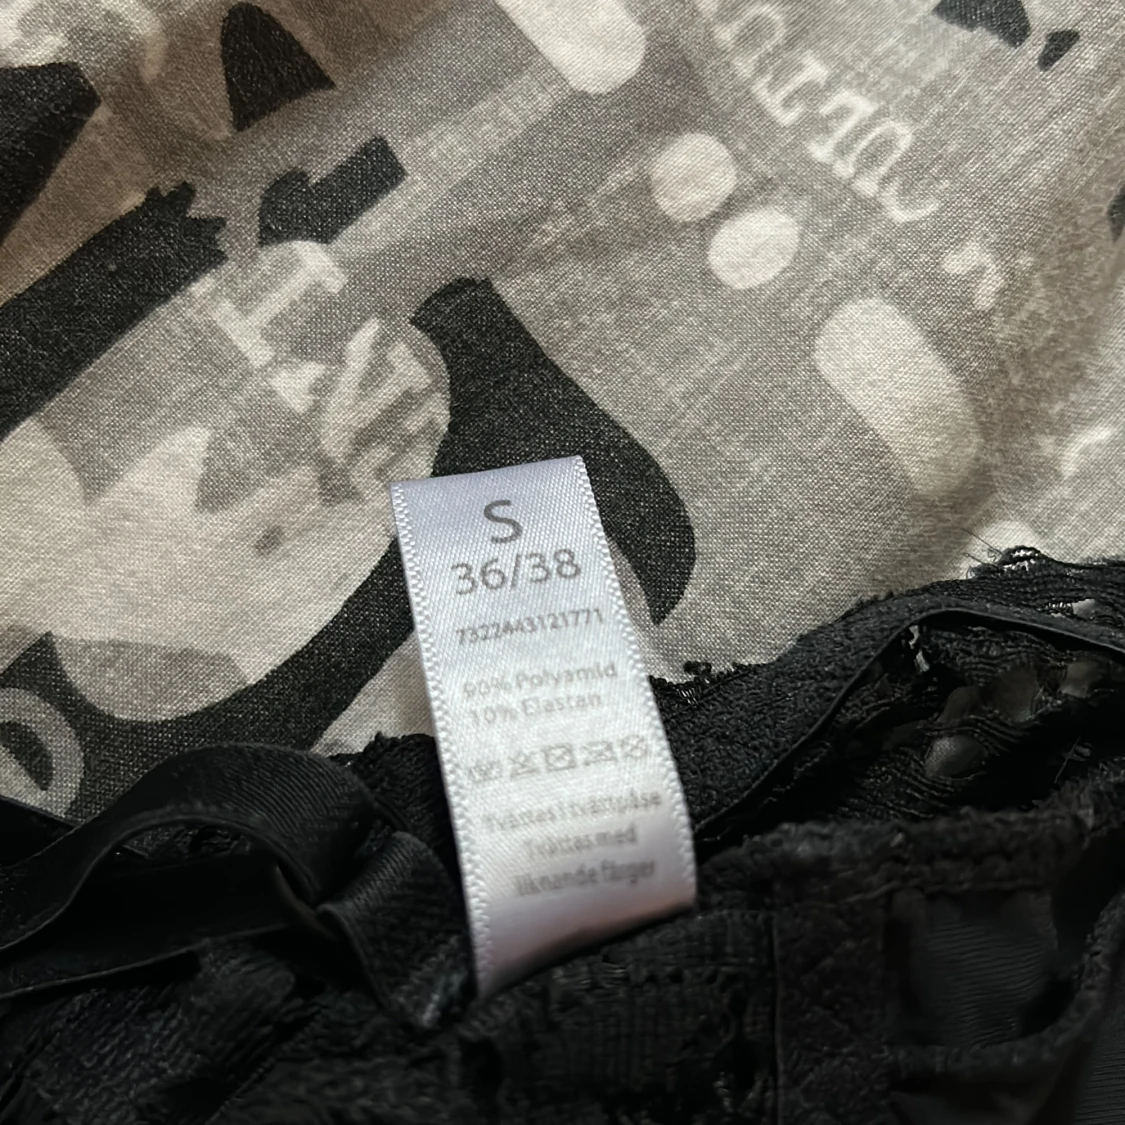 S
36/38
7322443121771
90% Polyamid
10% Elastan
Tvättas i tvättpåse
Tvättas med
liknande färger